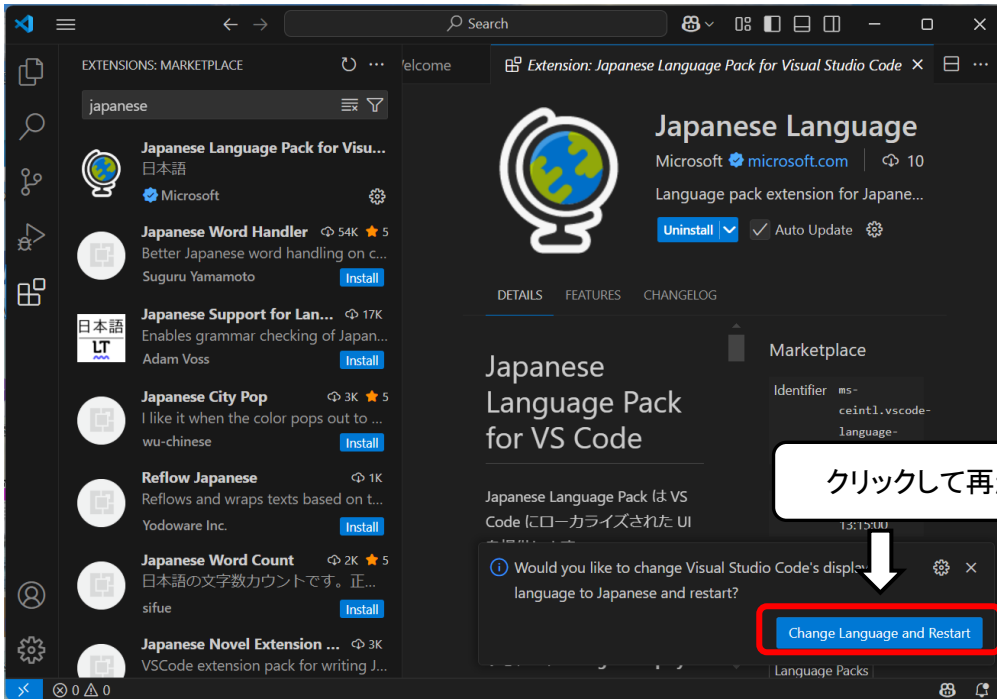 Search
EXTENSIONS: MARKETPLACE
japanese
Japanese Language Pack for Visu...
日本語
Microsoft
Japanese Word Handler 54K 5
Better Japanese word handling on c...
Suguru Yamamoto Install
日本語
LT
Japanese Support for Lan... 17K
Enables grammar checking of Japan...
Adam Voss Install
Japanese City Pop 3K 5
I like it when the color pops out to ...
wu-chinese Install
Reflow Japanese 1K
Reflows and wraps texts based on t...
Yodoware Inc. Install
Japanese Word Count 2K 5
日本語の文字数カウントです。正...
sifue Install
Japanese Novel Extension ... 3K
VSCode extension pack for writing J...
0 0
Extension: Japanese Language Pack for Visual Studio Code
Japanese Language
Microsoft microsoft.com 10
Language pack extension for Japane...
Uninstall Auto Update
DETAILS FEATURES CHANGELOG
Japanese
Language Pack
for VS Code
Japanese Language Pack は VS
Code にローカライズされた UI
Marketplace
Identifier ms-
ceintl.vscode-
language-
クリックして再
13:15:00
Would you like to change Visual Studio Code's display
language to Japanese and restart?
Change Language and Restart
Language Packs